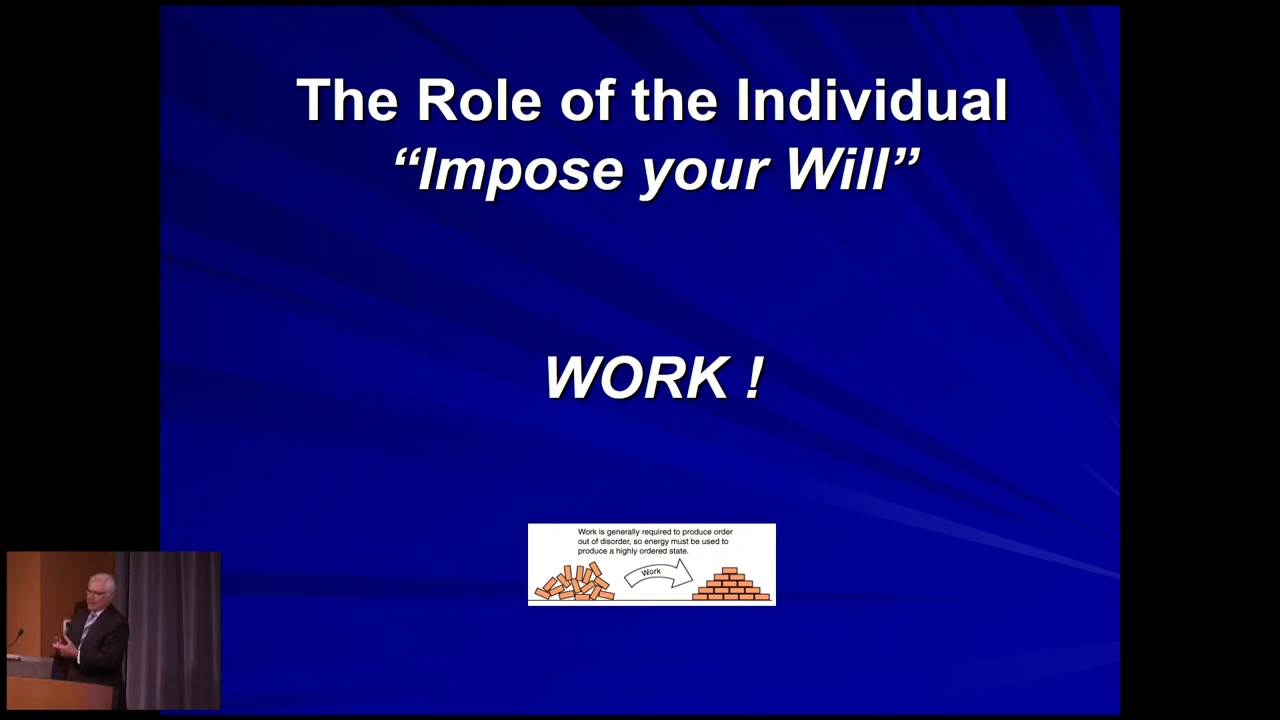 The Role of the Individual
“Impose your Will”
WORK !
Work is generally required to produce order
out of disorder, so energy must be used to
produce a highly ordered state.
Work